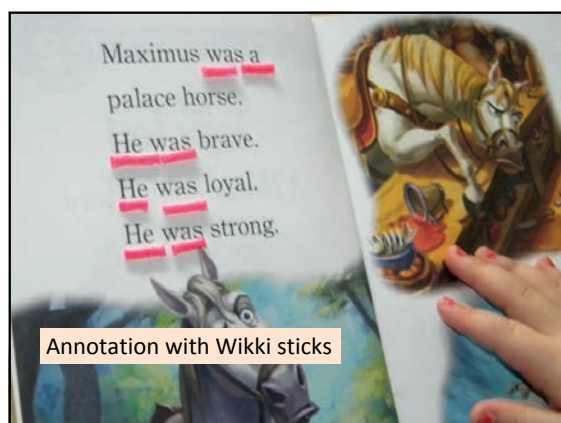 Maximus was a
palace horse.
He was brave.
He was loyal.
He was strong.
Annotation with Wikki sticks